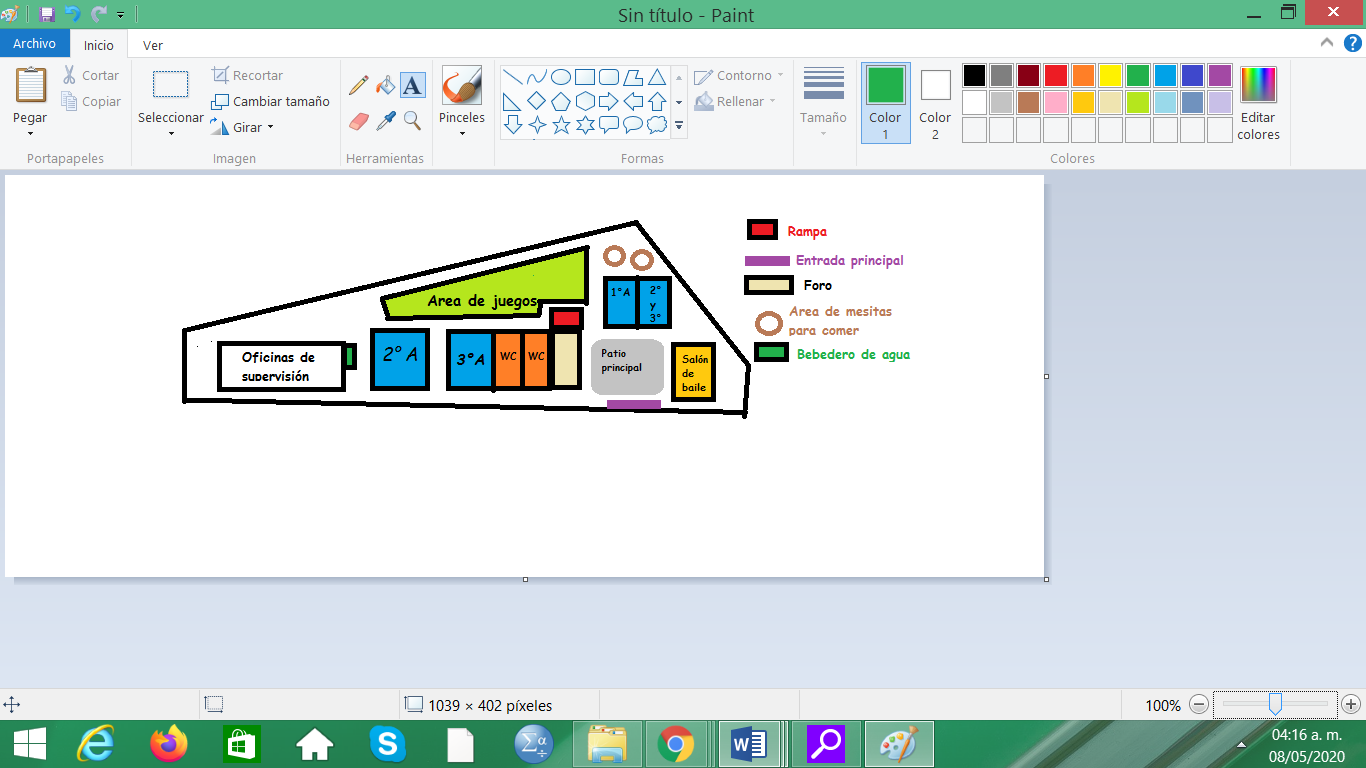 Sin título - Paint
Archivo
Inicio
Ver
Pegar
Cortar
Copiar
Portapapeles
Seleccionar
Recortar
Cambiar tamaño
Girar
Imagen
A
Herramientas
Pinceles
Contorno
Rellenar
Formas
Tamaño
Color
1
Color
2
Editar
colores
Colores
Area de juegos
1°A
2°
y
3°
Oficinas de
supervisión
2° A
3°A
WC
WC
Patio
principal
Salón
de
baile
Rampa
Entrada principal
Foro
Area de mesitas
para comer
Bebedero de agua
1039 × 402 píxeles
100%
04:16 a. m.
08/05/2020